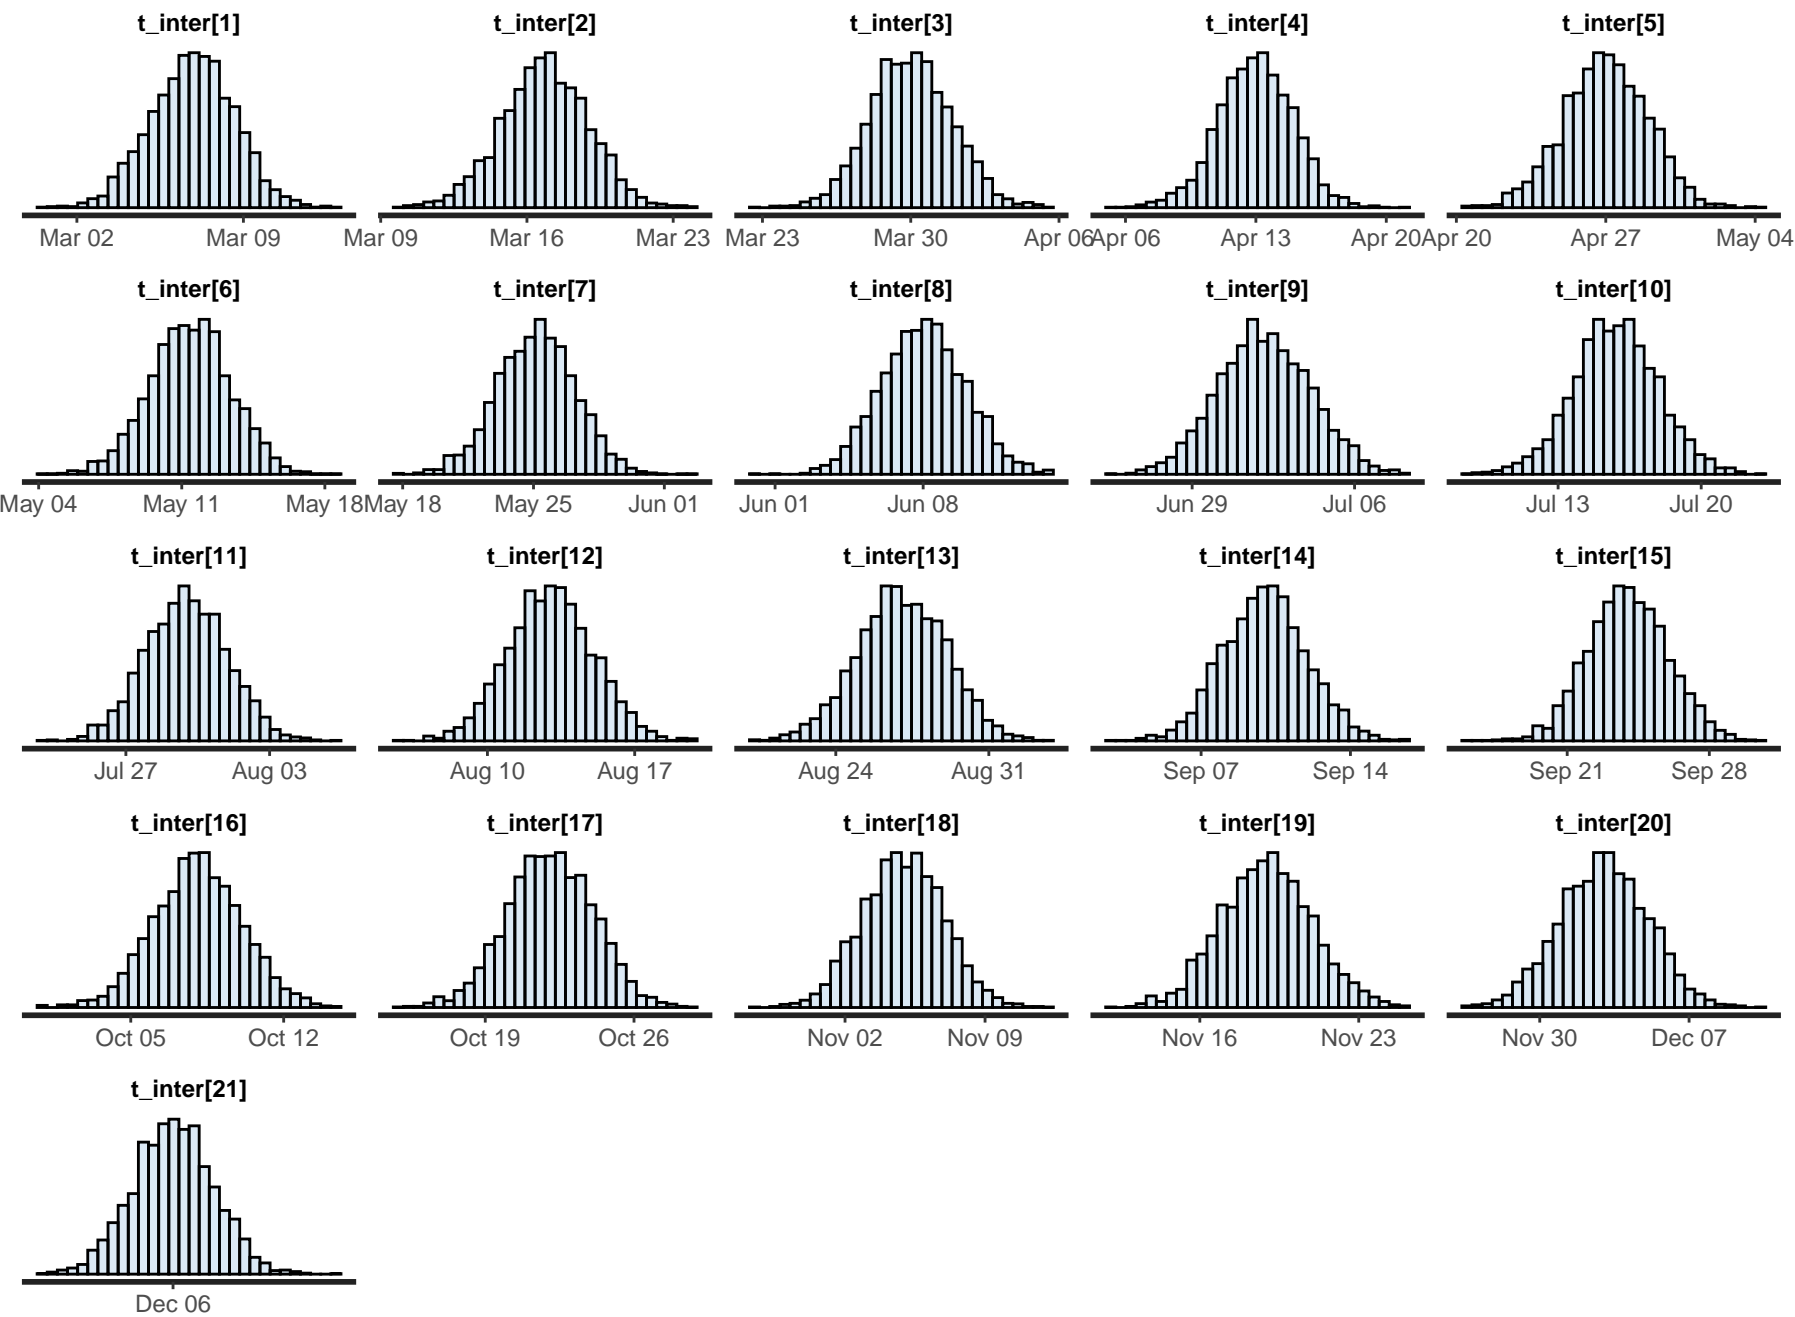 t_inter[1] t_inter[2] t_inter[3] t_inter[4] t_inter[5]
Mar 02 Mar 09 Mar 09 Mar 16 Mar 23 Mar 23 Mar 30 Apr 06 Apr 06 Apr 13 Apr 20 Apr 20 Apr 27 May 04
t_inter[6] t_inter[7] t_inter[8] t_inter[9] t_inter[10]
May 04 May 11 May 18 May 18 May 25 Jun 01 Jun 01 Jun 08 Jun 29 Jul 06 Jul 13 Jul 20
t_inter[11] t_inter[12] t_inter[13] t_inter[14] t_inter[15]
Jul 27 Aug 03 Aug 10 Aug 17 Aug 24 Aug 31 Sep 07 Sep 14 Sep 21 Sep 28
t_inter[16] t_inter[17] t_inter[18] t_inter[19] t_inter[20]
Oct 05 Oct 12 Oct 19 Oct 26 Nov 02 Nov 09 Nov 16 Nov 23 Nov 30 Dec 07
t_inter[21]
Dec 06